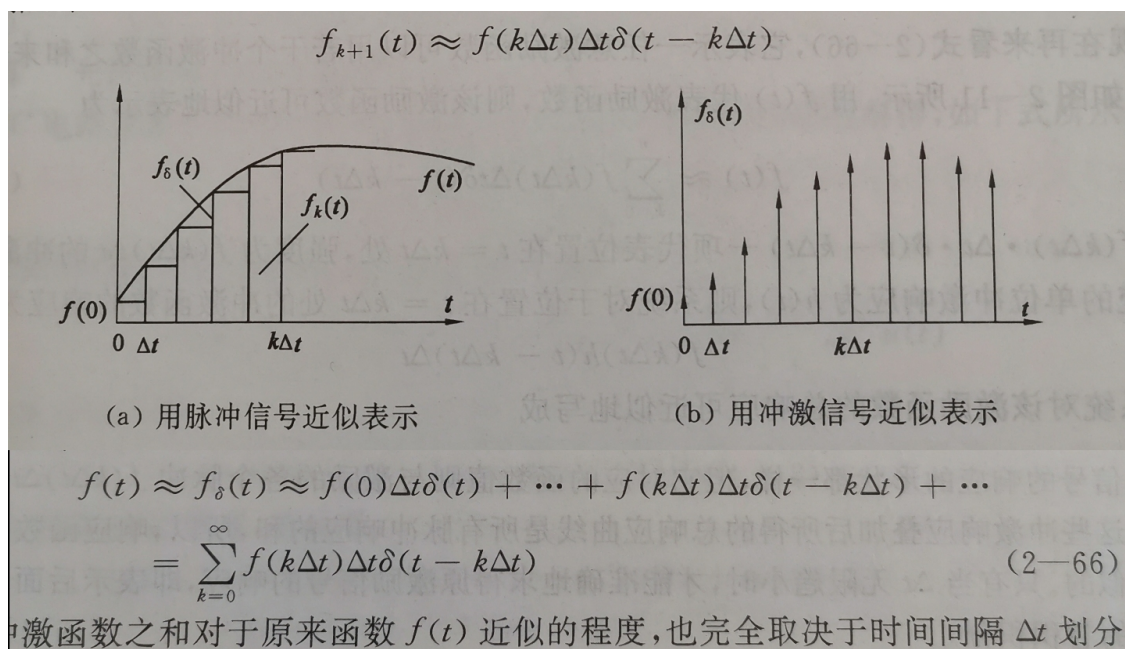 f_{k+1}(t) ≈ f(kΔt)Δtδ(t − kΔt)
f_δ(t)
f_k(t)
f(t)
f(0)
t
0 Δt kΔt
f_δ(t)
f(0)
t
0 Δt kΔt
(a) 用脉冲信号近似表示
(b) 用冲激信号近似表示
f(t) ≈ f_δ(t) ≈ f(0)Δtδ(t) + ⋯ + f(kΔt)Δtδ(t − kΔt) + ⋯
= ∑_{k=0}^{∞} f(kΔt)Δtδ(t − kΔt) (2—66)
激函数之和对于原来函数 f(t) 近似的程度,也完全取决于时间间隔 Δt 划分